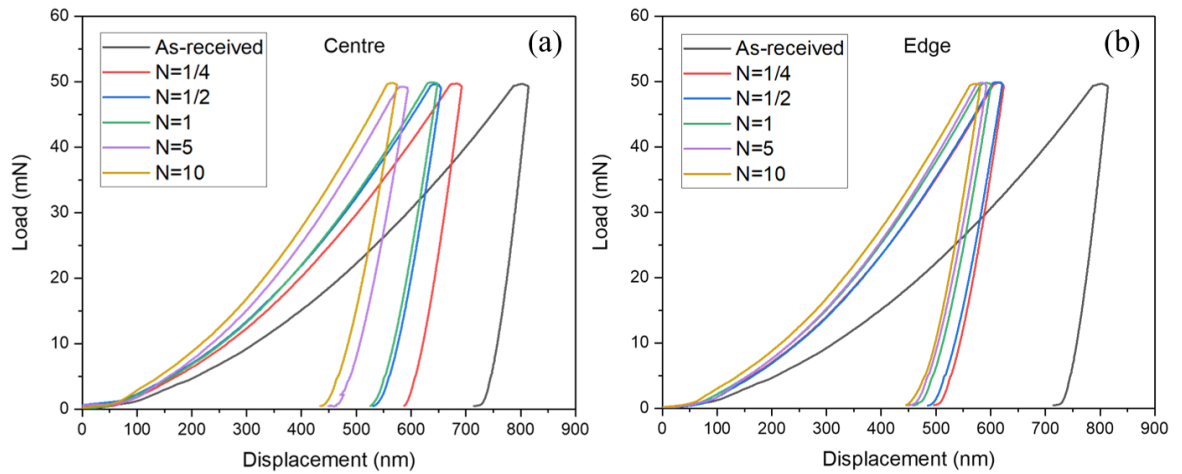 60
50
40
30
20
10
0
Load (mN)
As-received
N=1/4
N=1/2
N=1
N=5
N=10
Centre
(a)
0 100 200 300 400 500 600 700 800 900
Displacement (nm)
60
50
40
30
20
10
0
Load (mN)
As-received
N=1/4
N=1/2
N=1
N=5
N=10
Edge
(b)
0 100 200 300 400 500 600 700 800 900
Displacement (nm)